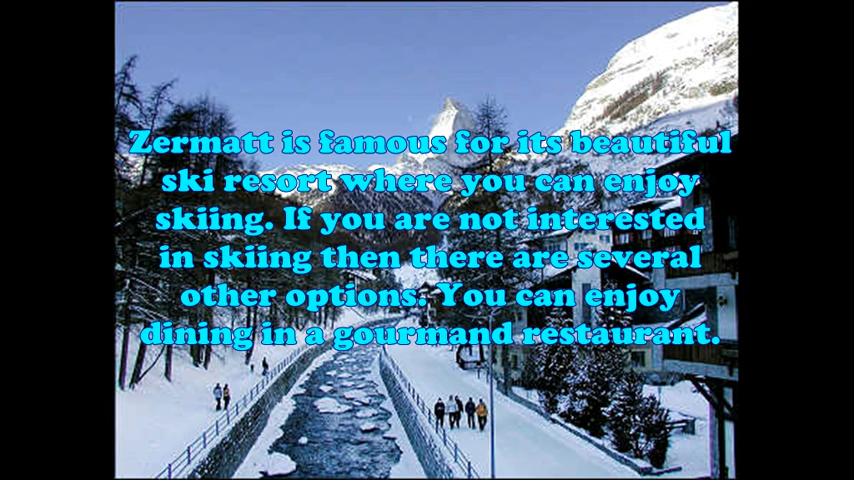 Zermatt is famous for its beautiful
ski resort where you can enjoy
skiing. If you are not interested
in skiing then there are several
other options. You can enjoy
dining in a gourmand restaurant.